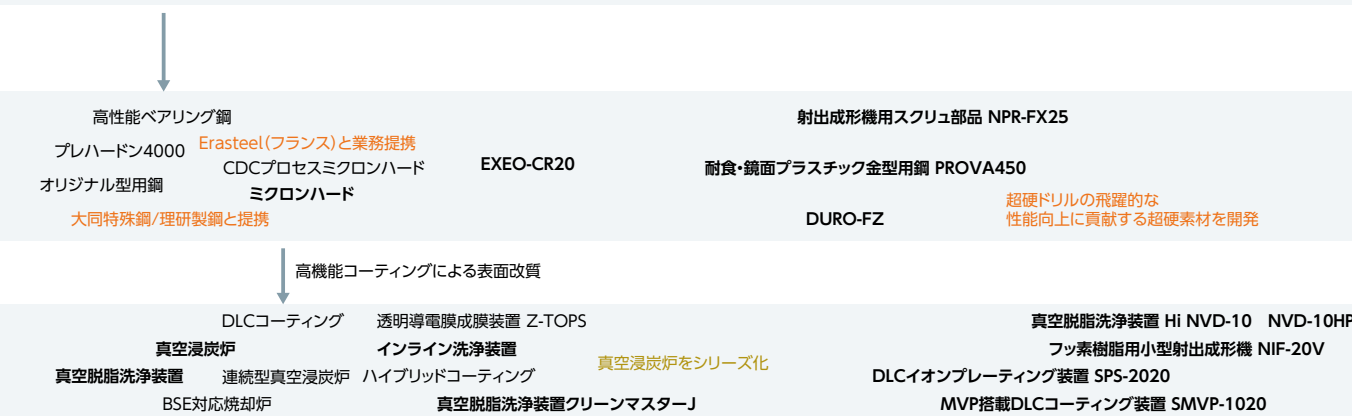 高性能ベアリング鋼
射出成形機用スクリュ部品 NPR-FX25
プレハードン4000
Erasteel(フランス)と業務提携
CDCプロセスミクロンハード
EXEO-CR20
耐食・鏡面プラスチック金型用鋼 PROVA450
オリジナル型用鋼
ミクロンハード
大同特殊鋼/理研製鋼と提携
DURO-FZ
超硬ドリルの飛躍的な
性能向上に貢献する超硬素材を開発
高機能コーティングによる表面改質
DLCコーティング
透明導電膜成膜装置 Z-TOPS
真空脱脂洗浄装置 Hi NVD-10 NVD-10HP
真空浸炭炉
インライン洗浄装置
真空浸炭炉をシリーズ化
フッ素樹脂用小型射出成形機 NIF-20V
真空脱脂洗浄装置
連続型真空浸炭炉
ハイブリッドコーティング
DLCイオンプレーティング装置 SPS-2020
BSE対応焼却炉
真空脱脂洗浄装置クリーンマスターJ
MVP搭載DLCコーティング装置 SMVP-1020